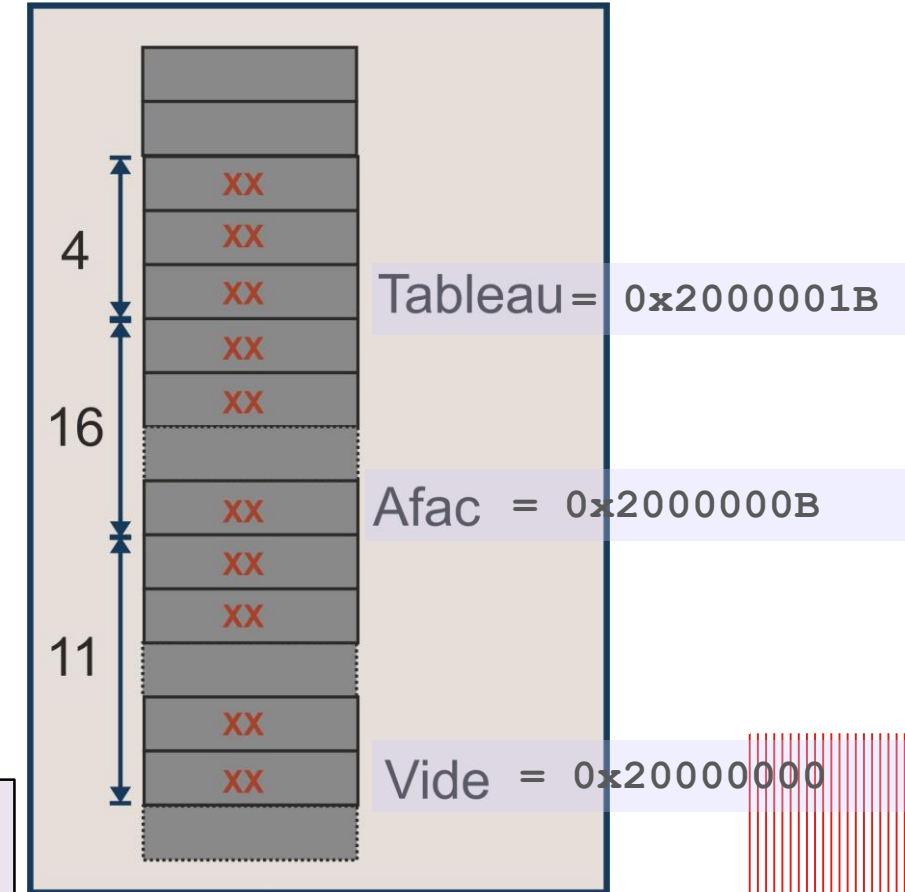 XX
XX
4
XX
Tableau = 0x2000001B
XX
XX
16
XX
Afac = 0x2000000B
XX
XX
11
XX
XX
Vide = 0x20000000